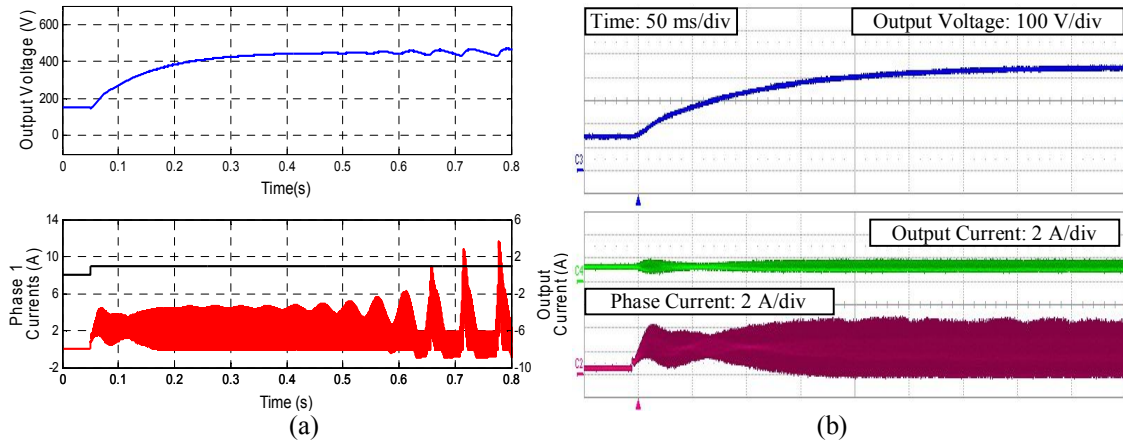 Output Voltage (V)
600
400
200
0
0 0.1 0.2 0.3 0.4 0.5 0.6 0.7 0.8
Time(s)
Phase 1
Currents (A)
14
10
6
2
-2
6
2
-2
-6
-10
Output
Current (A)
0 0.1 0.2 0.3 0.4 0.5 0.6 0.7 0.8
Time (s)
(a)
Time: 50 ms/div
Output Voltage: 100 V/div
C3
Output Current: 2 A/div
C4
Phase Current: 2 A/div
C2
(b)